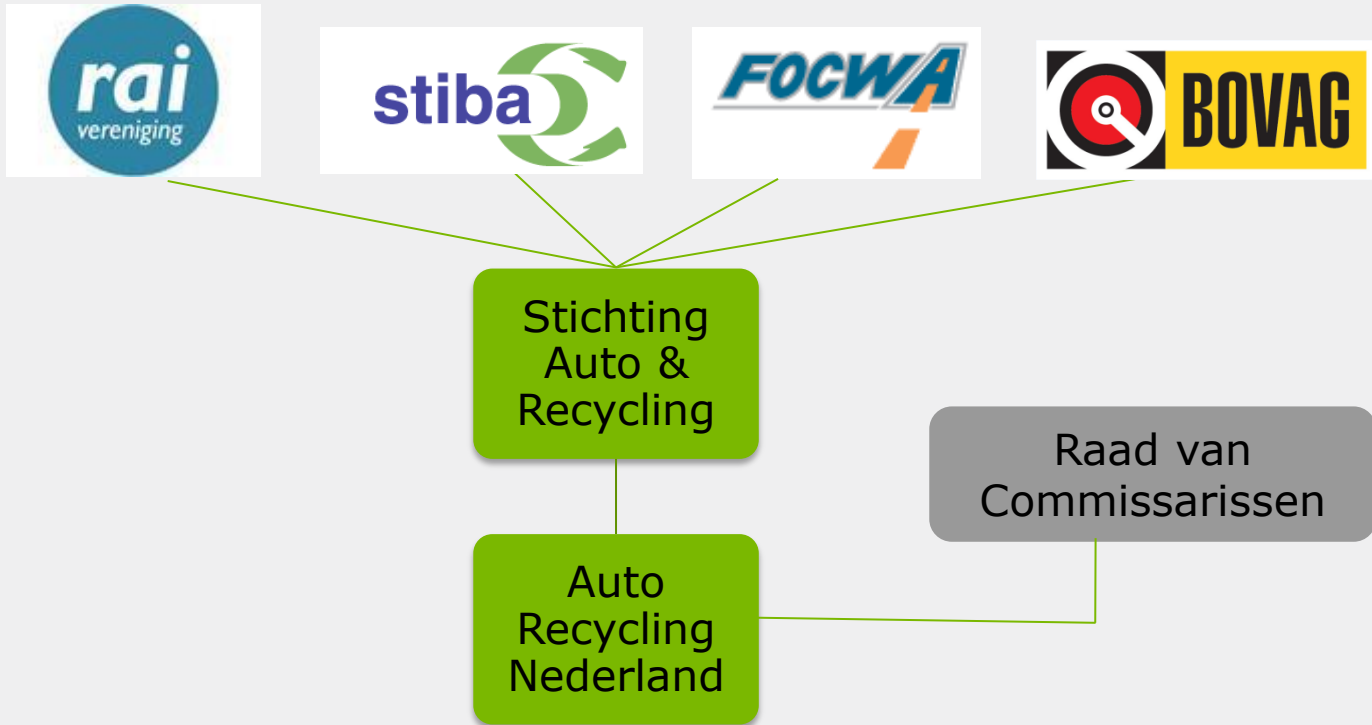 rai
vereniging
stiba
FOCWA
BOVAG
Stichting
Auto &
Recycling
Raad van
Commissarissen
Auto
Recycling
Nederland